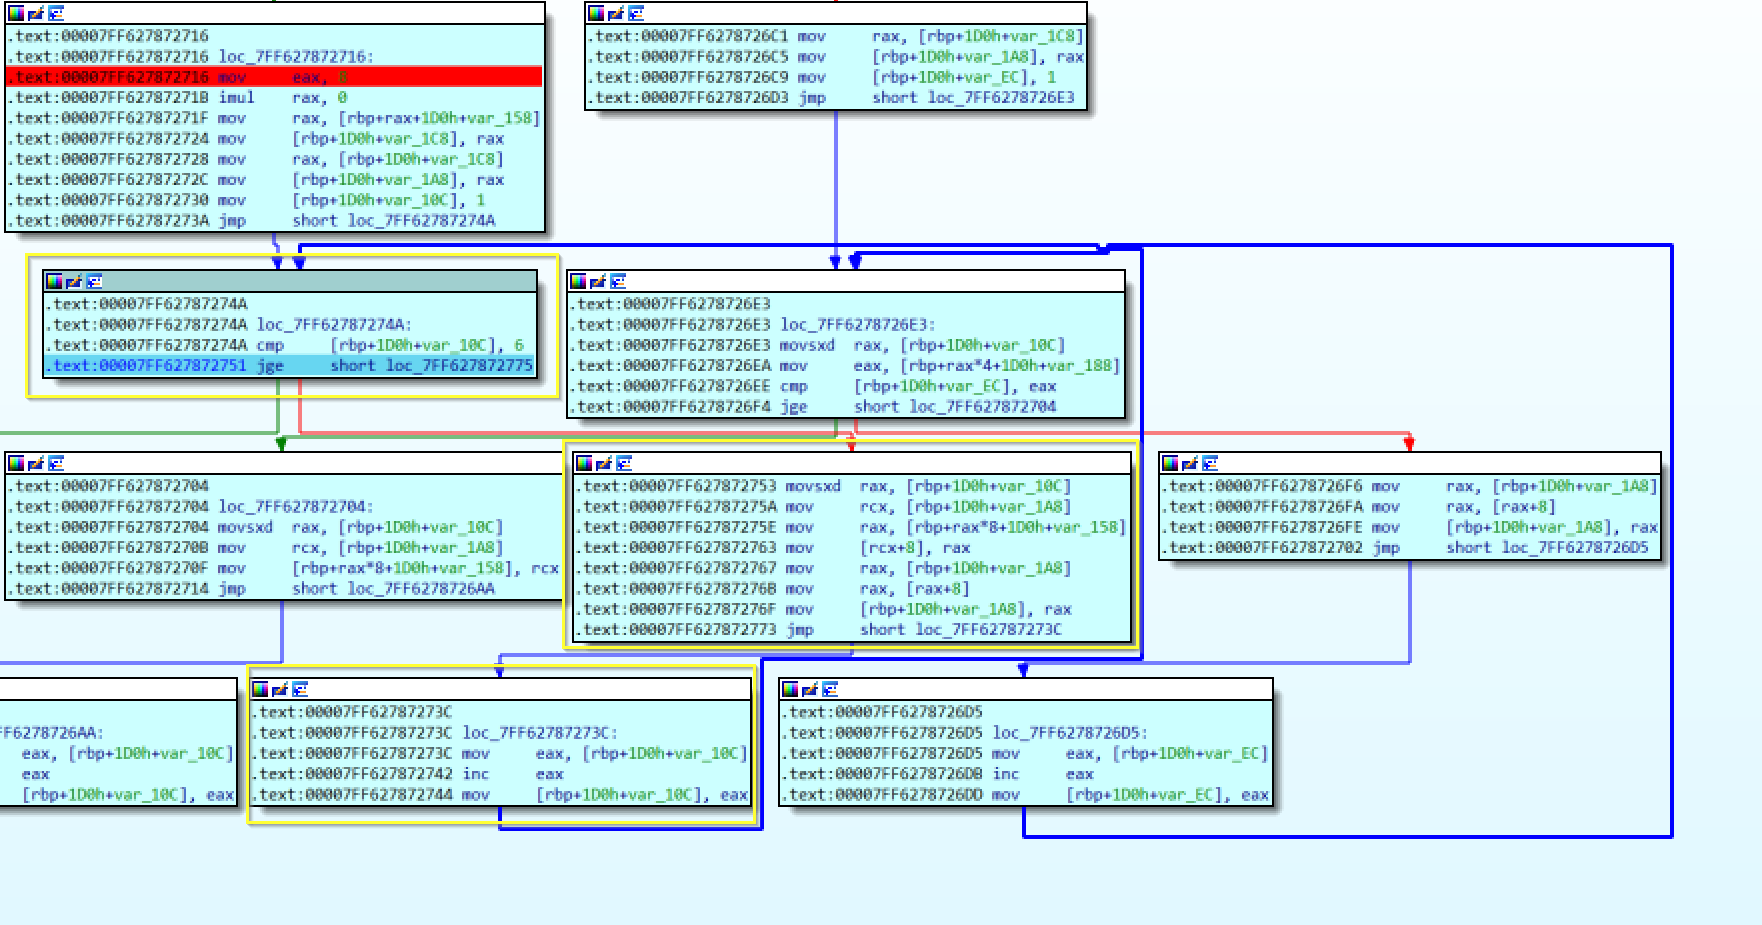 .text:00007FF627872716
.text:00007FF627872716 loc_7FF627872716:
.text:00007FF627872716 mov     eax, 8
.text:00007FF62787271B imul    rax, 0
.text:00007FF62787271F mov     rax, [rbp+rax+1D0h+var_158]
.text:00007FF627872724 mov     [rbp+1D0h+var_1C8], rax
.text:00007FF627872728 mov     rax, [rbp+1D0h+var_1C8]
.text:00007FF62787272C mov     [rbp+1D0h+var_1A8], rax
.text:00007FF627872730 mov     [rbp+1D0h+var_10C], 1
.text:00007FF62787273A jmp     short loc_7FF62787274A
.text:00007FF6278726C1 mov     rax, [rbp+1D0h+var_1C8]
.text:00007FF6278726C5 mov     [rbp+1D0h+var_1A8], rax
.text:00007FF6278726C9 mov     [rbp+1D0h+var_EC], 1
.text:00007FF6278726D3 jmp     short loc_7FF6278726E3
.text:00007FF62787274A
.text:00007FF62787274A loc_7FF62787274A:
.text:00007FF62787274A cmp     [rbp+1D0h+var_10C], 6
.text:00007FF627872751 jge     short loc_7FF627872775
.text:00007FF6278726E3
.text:00007FF6278726E3 loc_7FF6278726E3:
.text:00007FF6278726E3 movsxd  rax, [rbp+1D0h+var_10C]
.text:00007FF6278726EA mov     eax, [rbp+rax*4+1D0h+var_188]
.text:00007FF6278726EE cmp     [rbp+1D0h+var_EC], eax
.text:00007FF6278726F4 jge     short loc_7FF627872704
.text:00007FF627872704
.text:00007FF627872704 loc_7FF627872704:
.text:00007FF627872704 movsxd  rax, [rbp+1D0h+var_10C]
.text:00007FF62787270B mov     rcx, [rbp+1D0h+var_1A8]
.text:00007FF62787270F mov     [rbp+rax*8+1D0h+var_158], rcx
.text:00007FF627872714 jmp     short loc_7FF6278726AA
.text:00007FF627872753 movsxd  rax, [rbp+1D0h+var_10C]
.text:00007FF62787275A mov     rcx, [rbp+1D0h+var_1A8]
.text:00007FF62787275E mov     rax, [rbp+rax*8+1D0h+var_158]
.text:00007FF627872763 mov     [rcx+8], rax
.text:00007FF627872767 mov     rax, [rbp+1D0h+var_1A8]
.text:00007FF62787276B mov     rax, [rax+8]
.text:00007FF62787276F mov     [rbp+1D0h+var_1A8], rax
.text:00007FF627872773 jmp     short loc_7FF62787273C
.text:00007FF6278726F6 mov     rax, [rbp+1D0h+var_1A8]
.text:00007FF6278726FA mov     rax, [rax+8]
.text:00007FF6278726FE mov     [rbp+1D0h+var_1A8], rax
.text:00007FF627872702 jmp     short loc_7FF6278726D5
FF6278726AA:
eax, [rbp+1D0h+var_10C]
eax
[rbp+1D0h+var_10C], eax
.text:00007FF62787273C
.text:00007FF62787273C loc_7FF62787273C:
.text:00007FF62787273C mov     eax, [rbp+1D0h+var_10C]
.text:00007FF627872742 inc     eax
.text:00007FF627872744 mov     [rbp+1D0h+var_10C], eax
.text:00007FF6278726D5
.text:00007FF6278726D5 loc_7FF6278726D5:
.text:00007FF6278726D5 mov     eax, [rbp+1D0h+var_EC]
.text:00007FF6278726DB inc     eax
.text:00007FF6278726DD mov     [rbp+1D0h+var_EC], eax